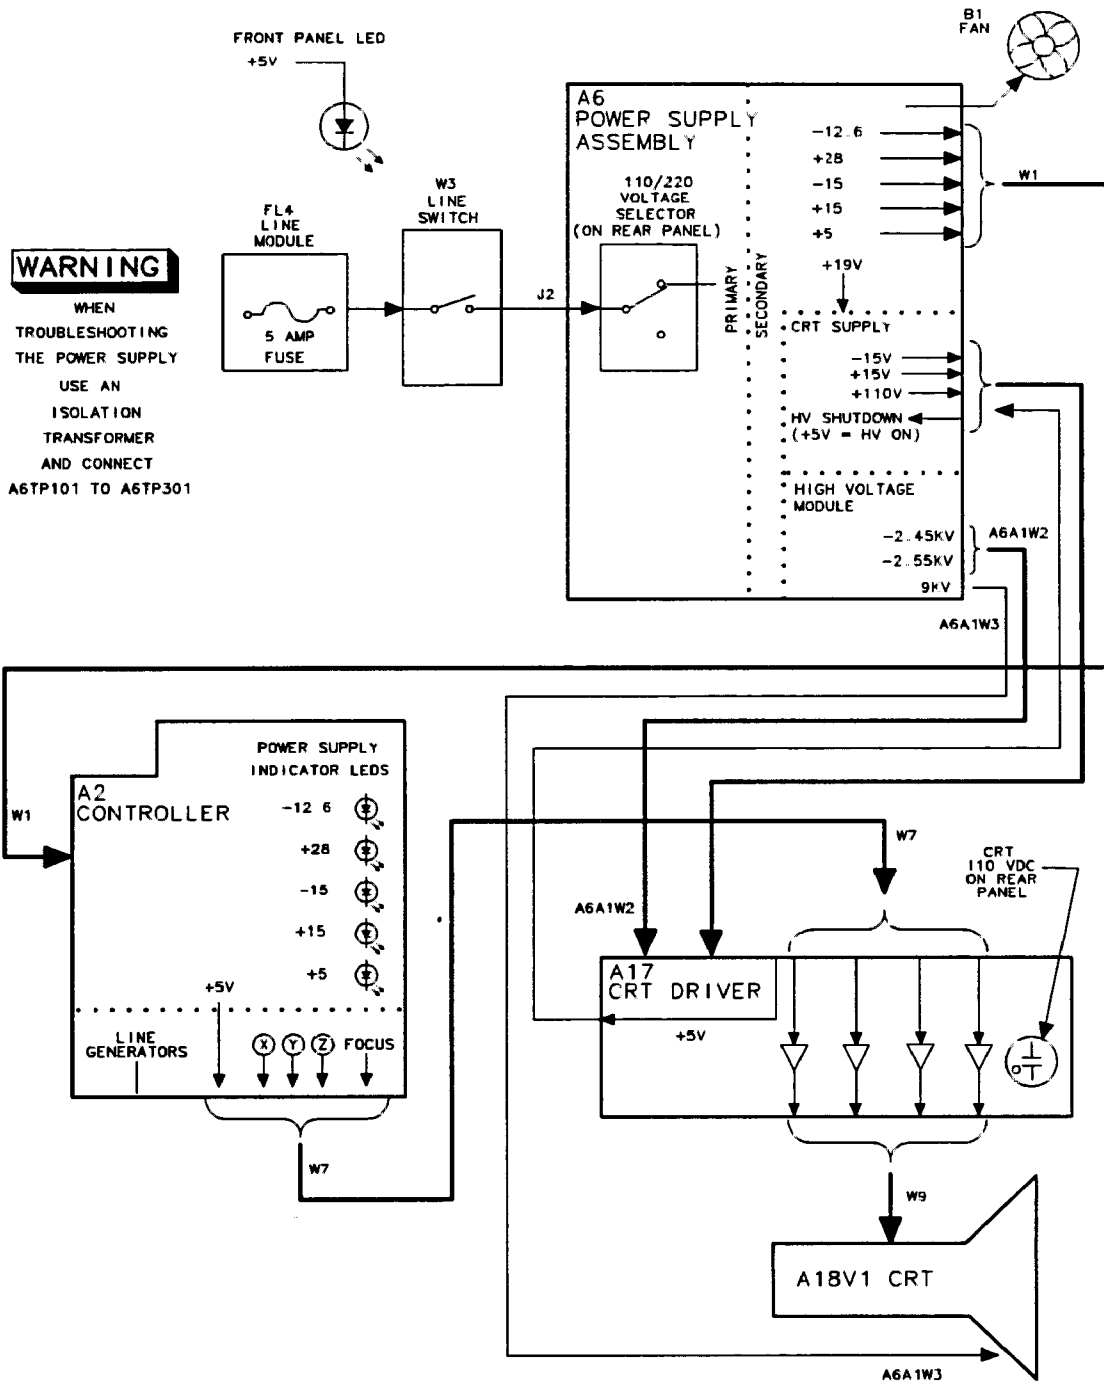 FRONT PANEL LED
+5V
B1
FAN
A6
POWER SUPPLY
ASSEMBLY
-12.6
+28
-15
+15
+5
W1
W3
LINE
SWITCH
110/220
VOLTAGE
SELECTOR
(ON REAR PANEL)
FL4
LINE
MODULE
5 AMP
FUSE
J2
PRIMARY
SECONDARY
+19V
CRT SUPPLY
-15V
+15V
+110V
HV SHUTDOWN
(+5V = HV ON)
HIGH VOLTAGE
MODULE
-2.45KV
-2.55KV
9KV
A6A1W2
A6A1W3
WARNING
WHEN
TROUBLESHOOTING
THE POWER SUPPLY
USE AN
ISOLATION
TRANSFORMER
AND CONNECT
A6TP101 TO A6TP301
W1
A2
CONTROLLER
POWER SUPPLY
INDICATOR LEDS
-12 6
+28
-15
+15
+5
+5V
LINE
GENERATORS
X Y Z FOCUS
W7
W7
A6A1W2
CRT
110 VDC
ON REAR
PANEL
A17
CRT DRIVER
+5V
W9
A18V1 CRT
A6A1W3